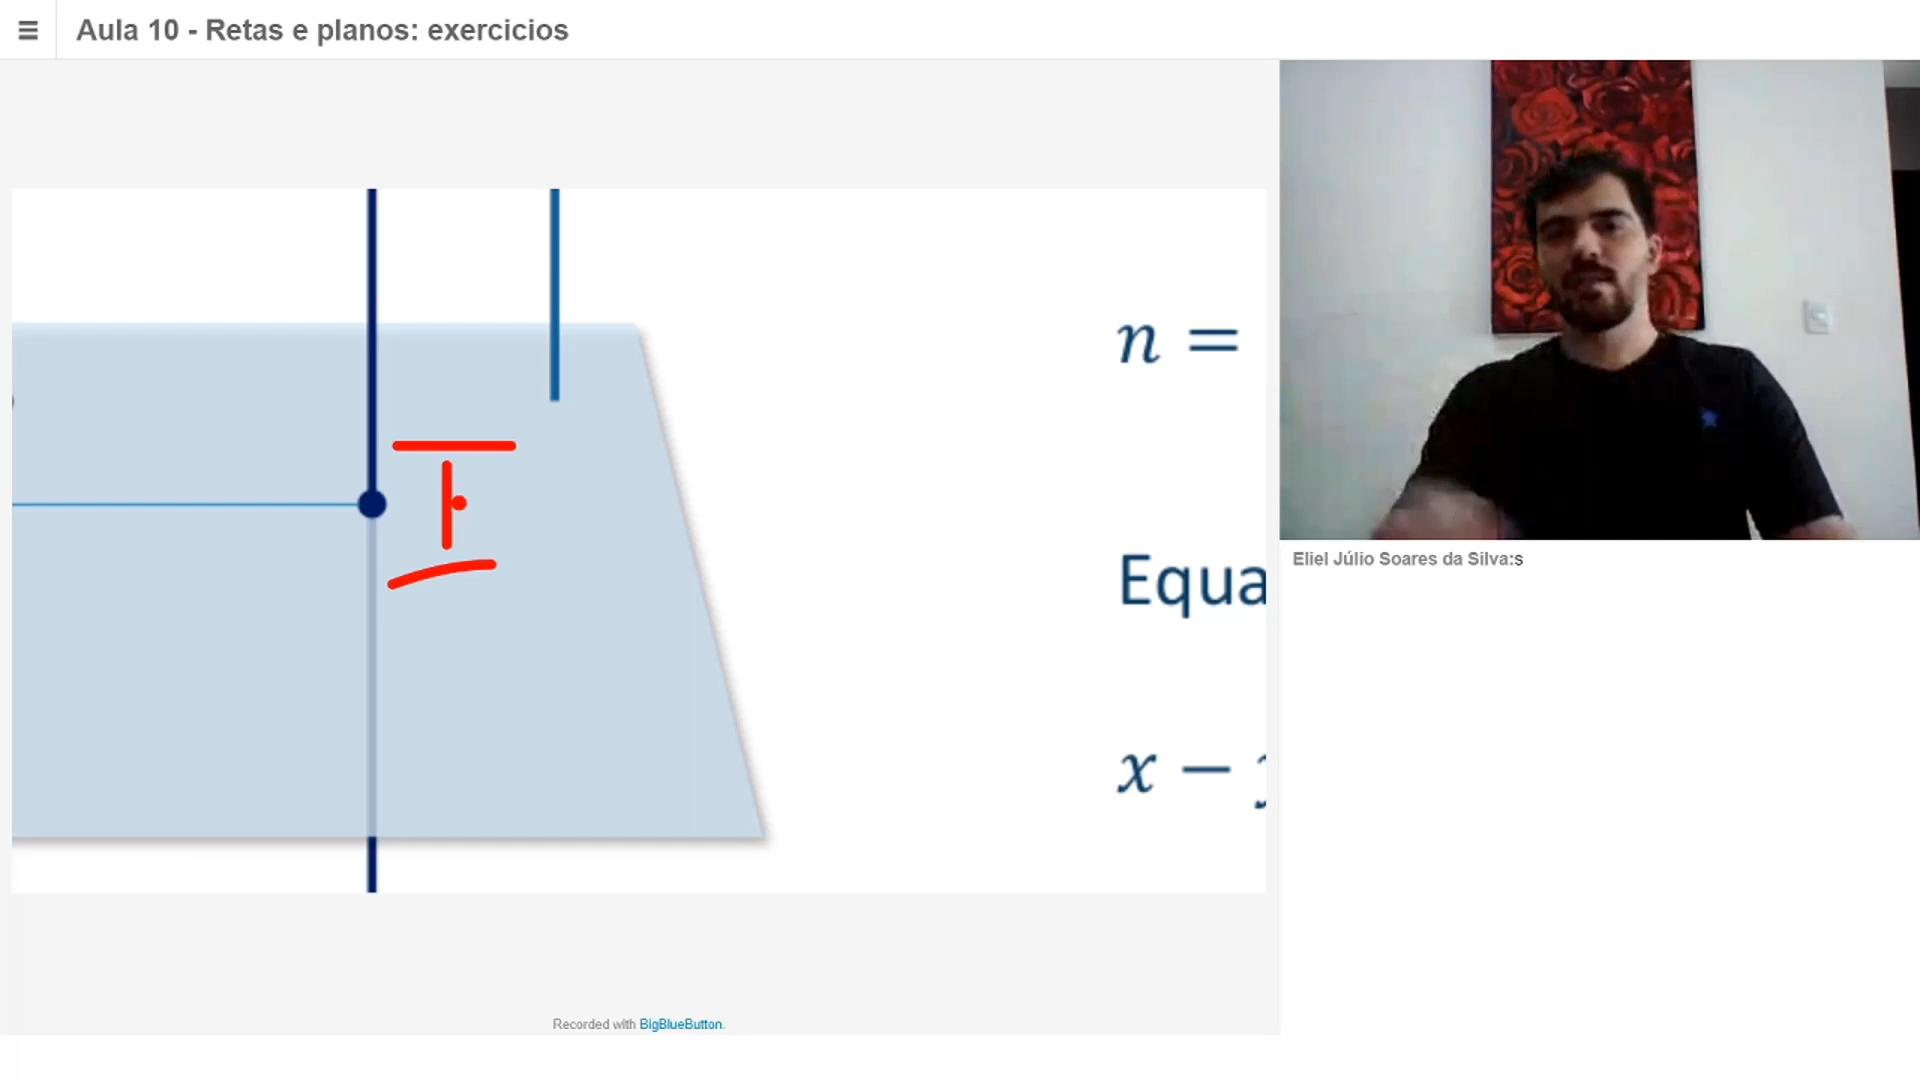 Aula 10 - Retas e planos: exercicios
n =
I
Equa
x −
Eliel Júlio Soares da Silva:s
Recorded with BigBlueButton.